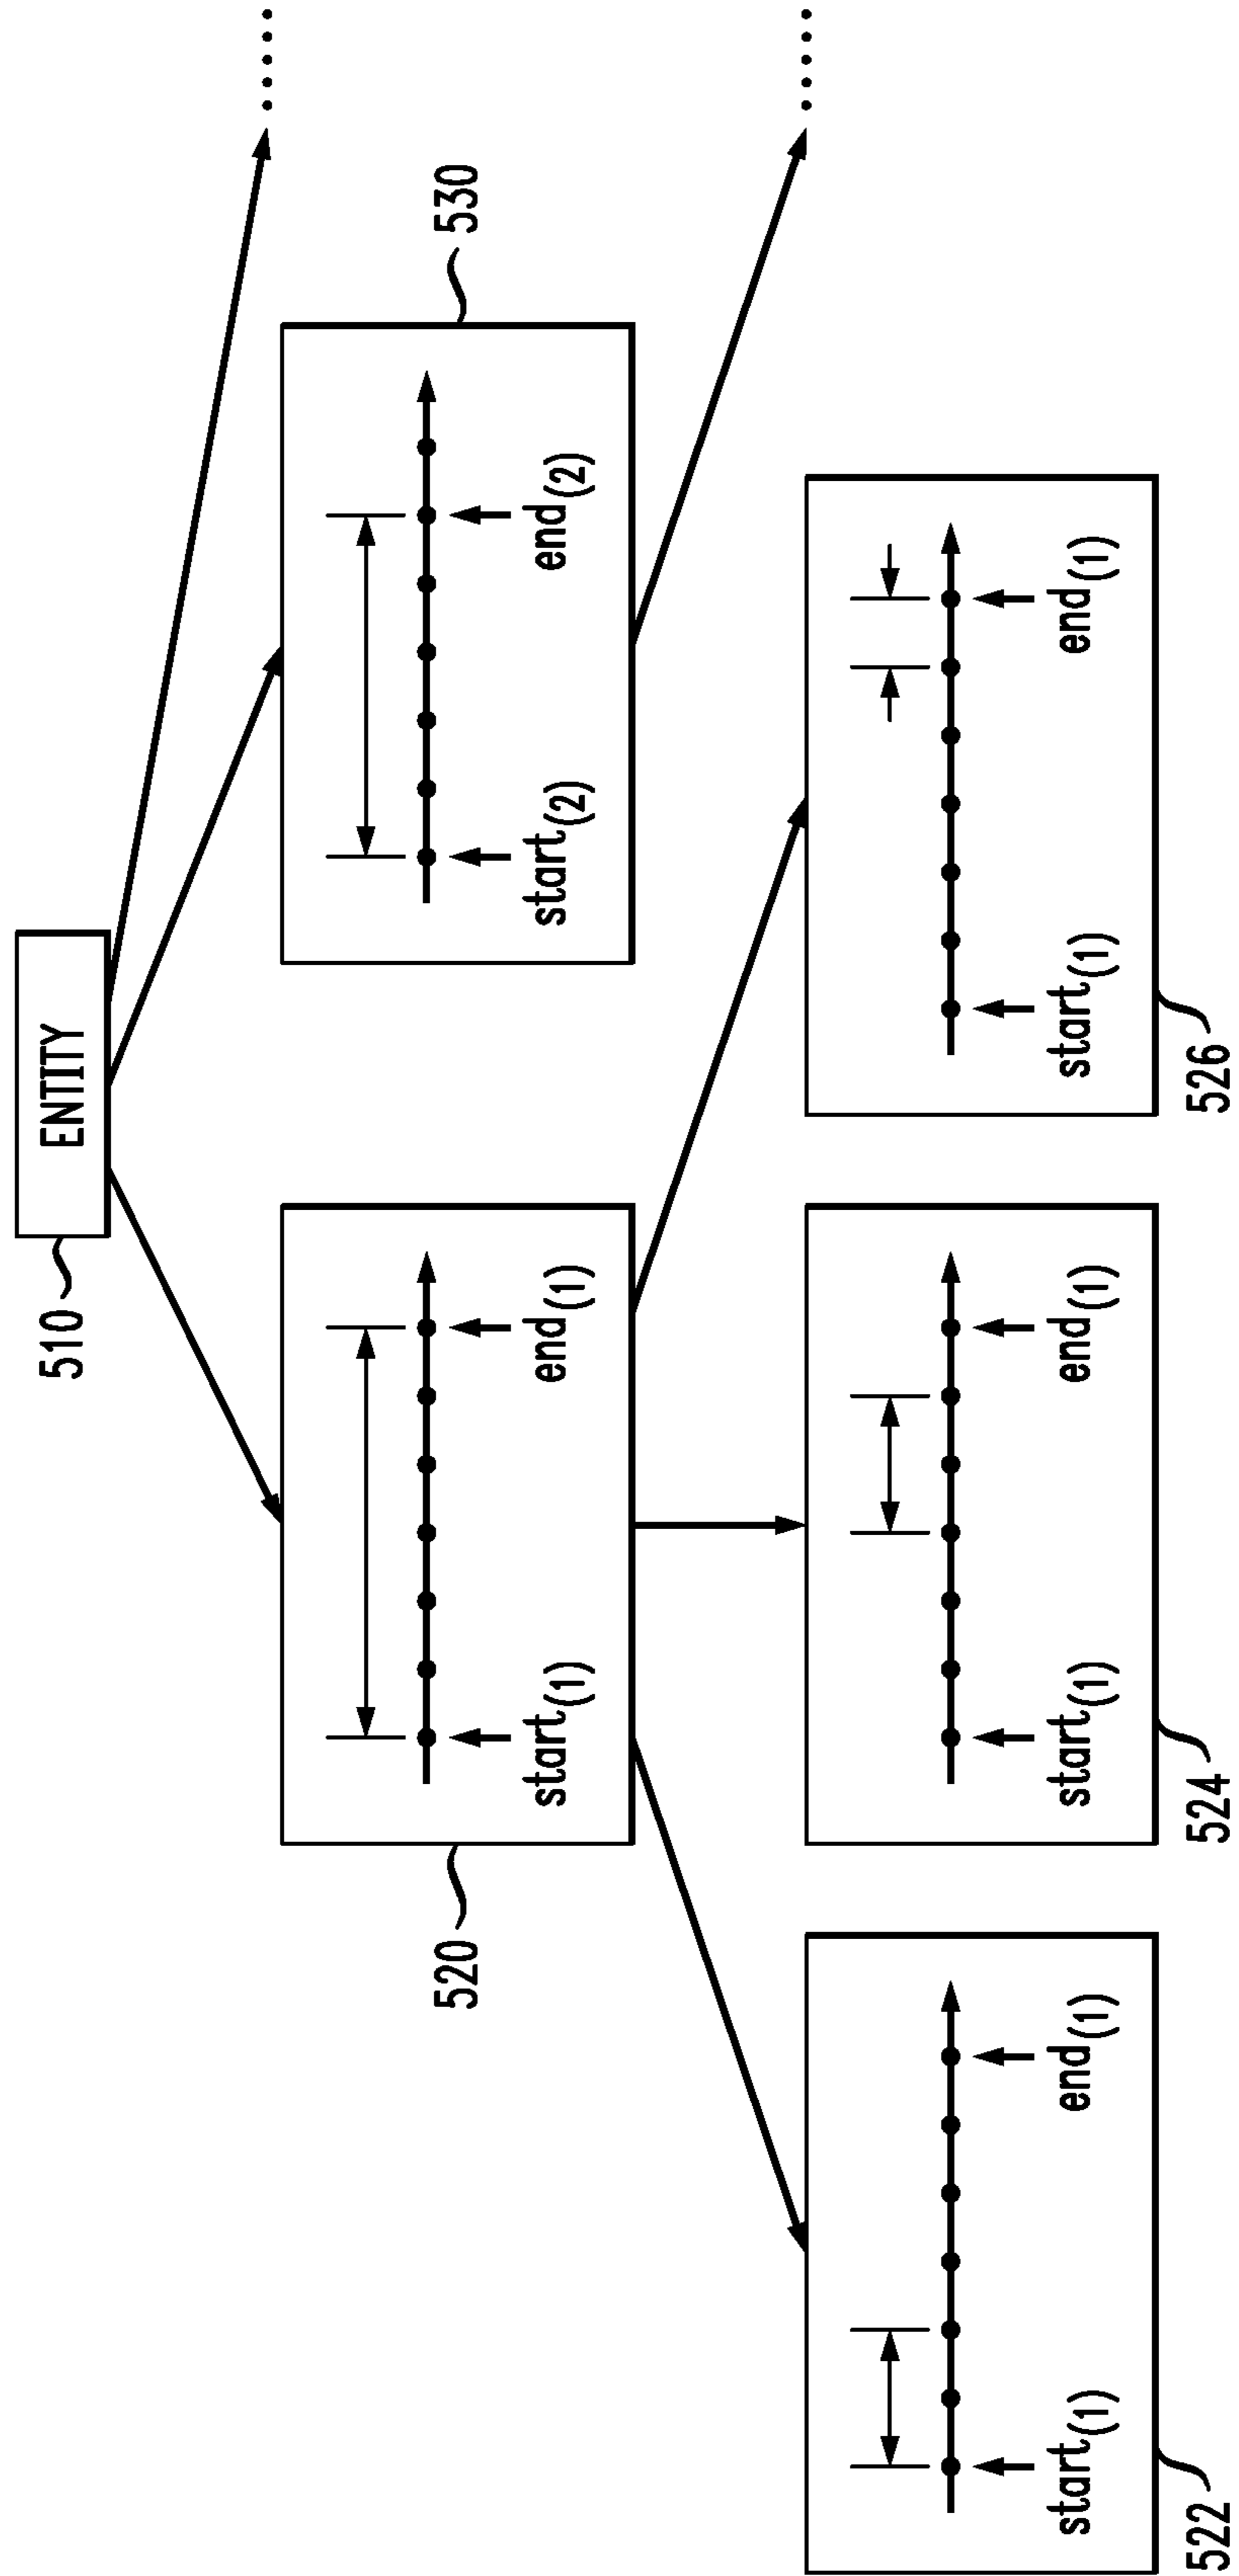 ENTITY
510
520
start(1)
end(1)
start(2)
end(2)
530
start(1)
end(1)
522
start(1)
end(1)
524
start(1)
end(1)
526